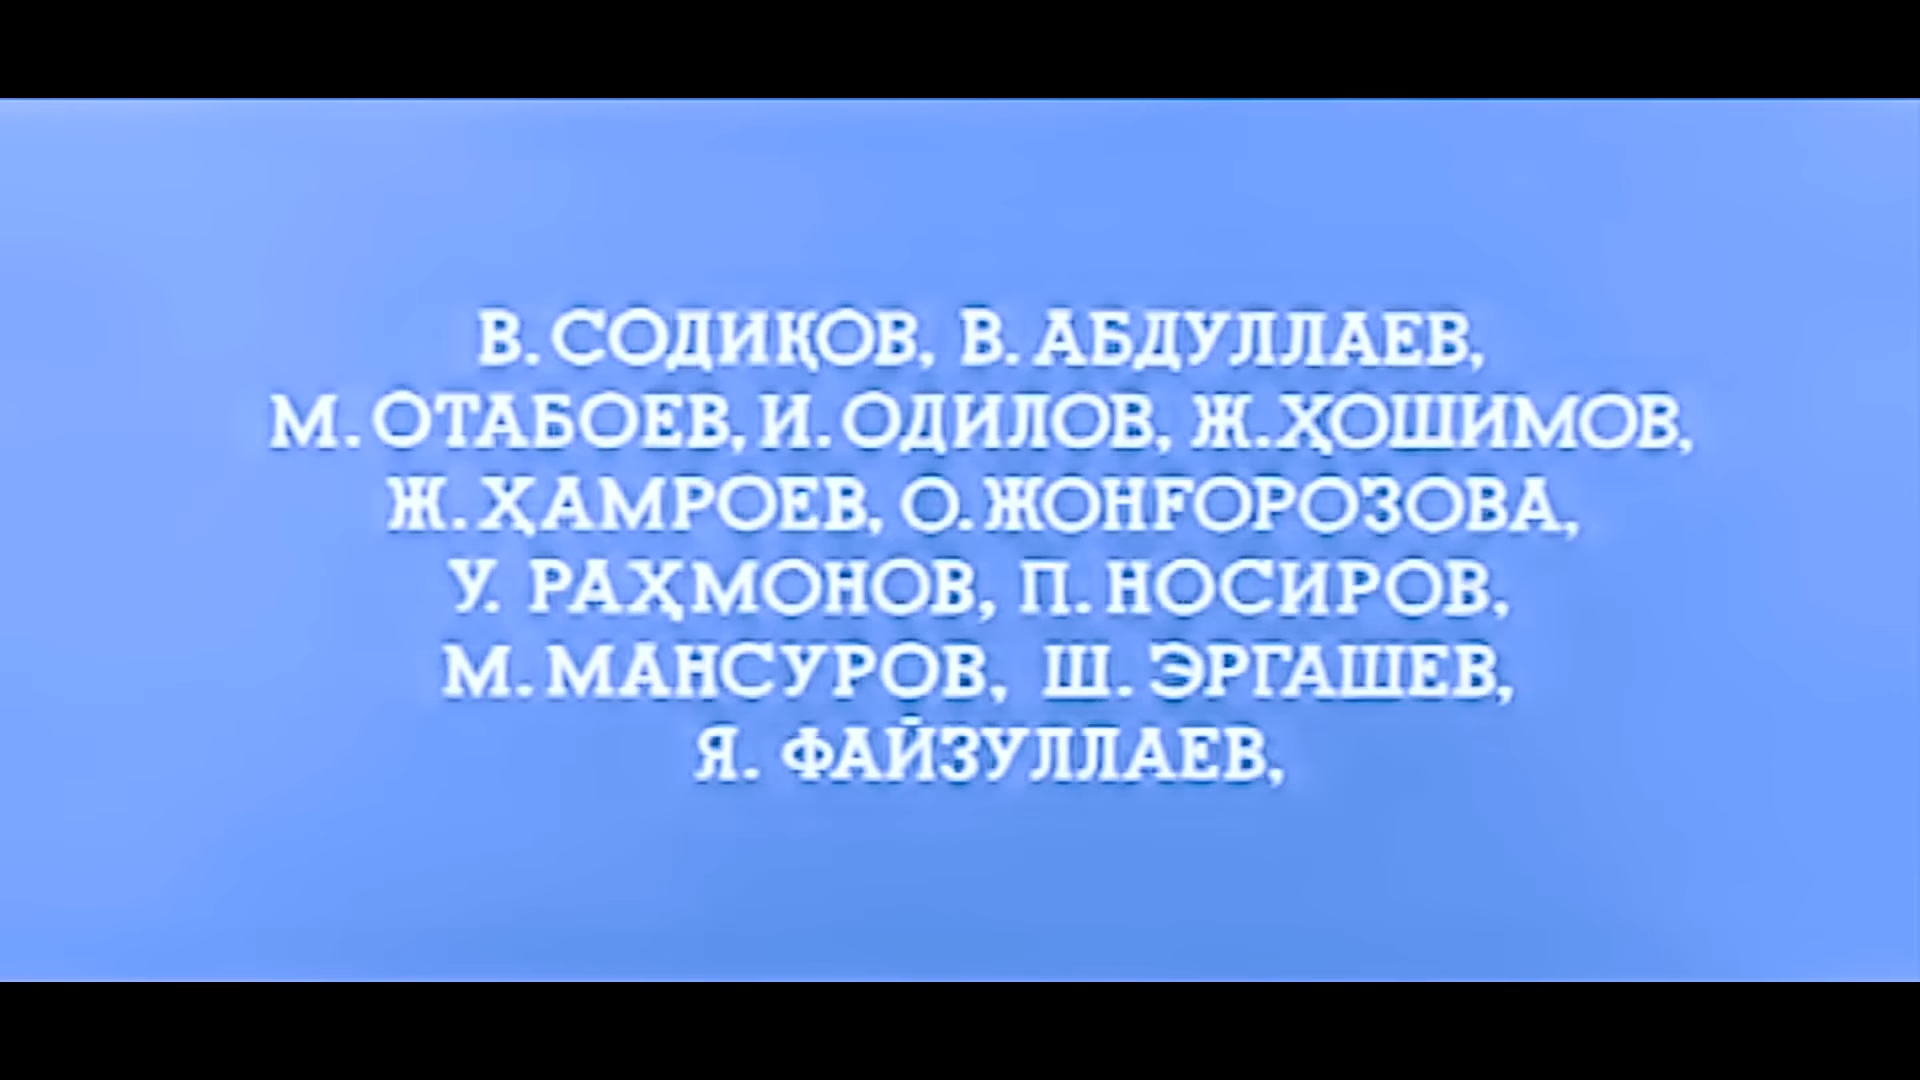 В. СОДИҚОВ, В. АБДУЛЛАЕВ,
М. ОТАБОЕВ, И. ОДИЛОВ, Ж. ҲОШИМОВ,
Ж. ҲАМРОЕВ, О. ЖОНҒОРОЗОВА,
У. РАҲМОНОВ, П. НОСИРОВ,
М. МАНСУРОВ, Ш. ЭРГАШЕВ,
Я. ФАЙЗУЛЛАЕВ,